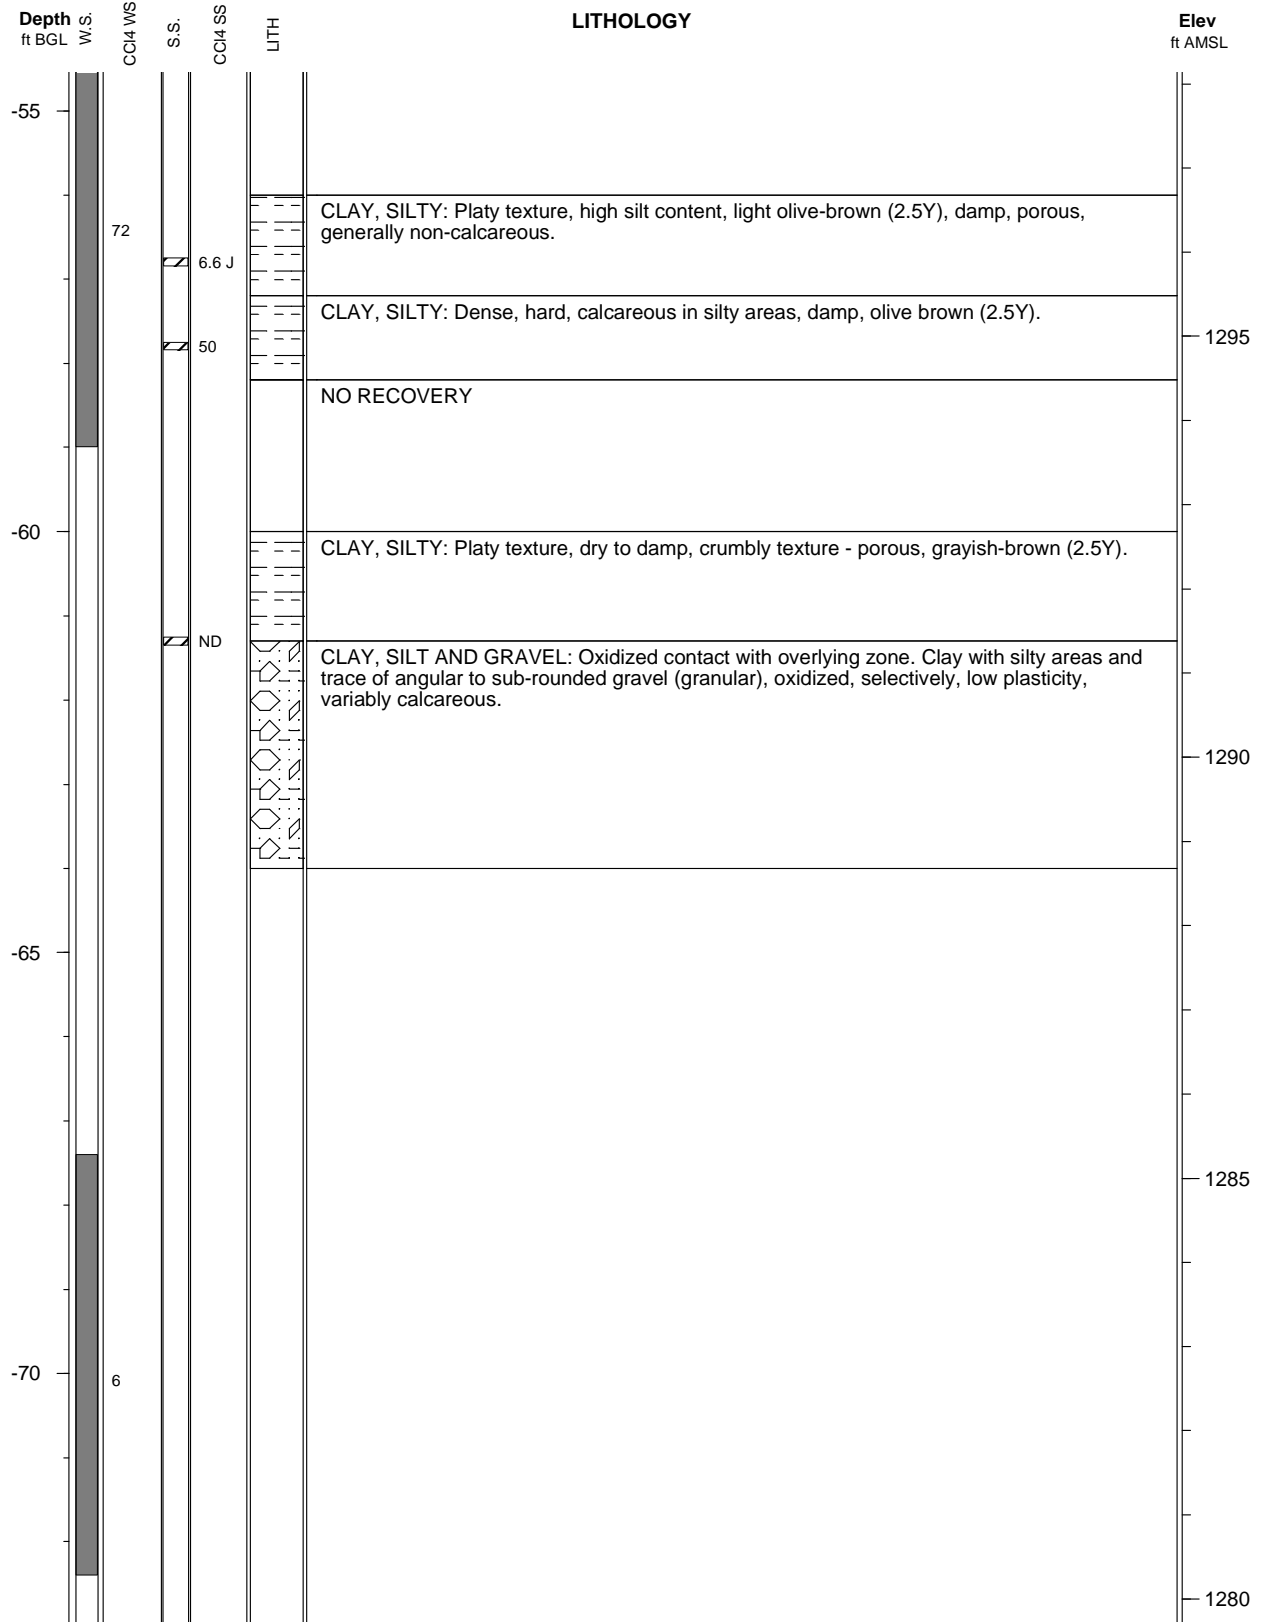 Depth
ft BGL
W.S.
CCl4 WS
S.S.
CCl4 SS
LITH
LITHOLOGY
Elev
ft AMSL
-55
CLAY, SILTY: Platy texture, high silt content, light olive-brown (2.5Y), damp, porous,
generally non-calcareous.
72
6.6 J
CLAY, SILTY: Dense, hard, calcareous in silty areas, damp, olive brown (2.5Y).
1295
50
NO RECOVERY
-60
CLAY, SILTY: Platy texture, dry to damp, crumbly texture - porous, grayish-brown (2.5Y).
ND
CLAY, SILT AND GRAVEL: Oxidized contact with overlying zone. Clay with silty areas and
trace of angular to sub-rounded gravel (granular), oxidized, selectively, low plasticity,
variably calcareous.
1290
-65
1285
-70
6
1280